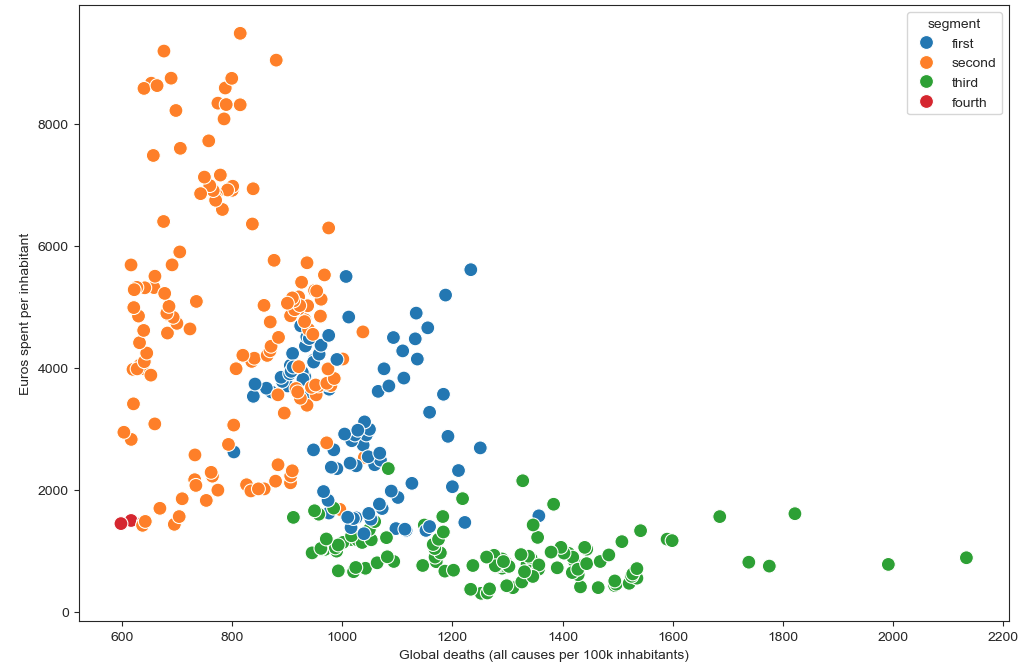 segment
first
second
third
fourth
8000
6000
4000
2000
0
Euros spent per inhabitant
600 800 1000 1200 1400 1600 1800 2000 2200
Global deaths (all causes per 100k inhabitants)